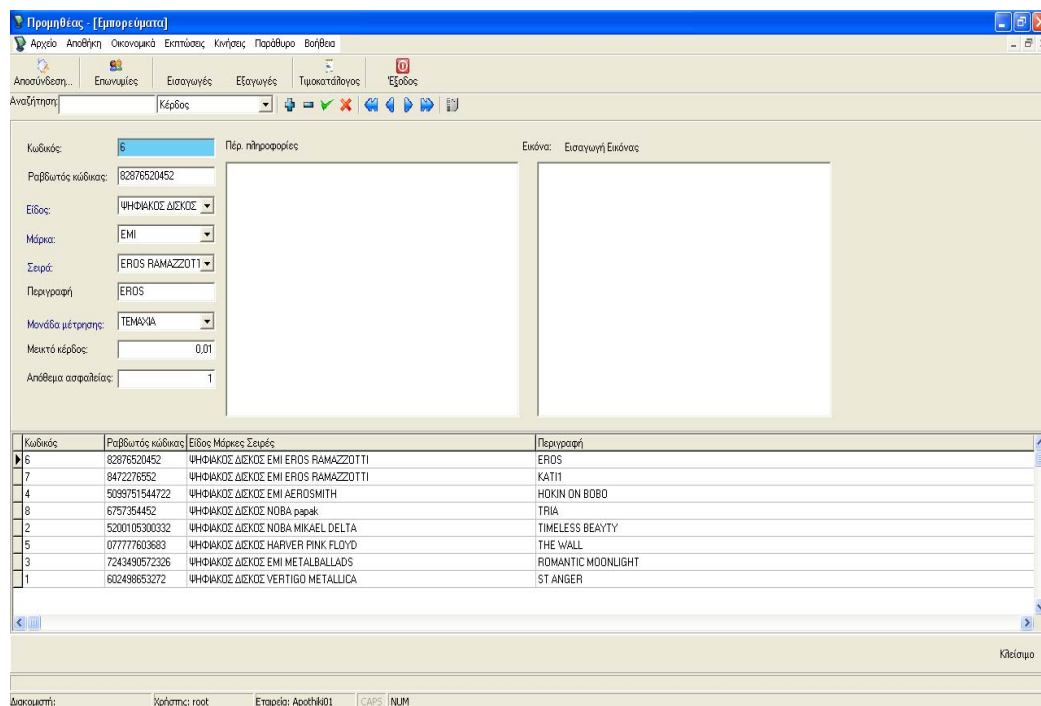 Προμηθέας - [Εμπορεύματα]
Αρχείο Αποθήκη Οικονομικά Εκπτώσεις Κινήσεις Παράθυρο Βοήθεια
Αποσύνδεση... Επωνυμίες Εισαγωγές Εξαγωγές Τιμοκατάλογος Έξοδος
Αναζήτηση: Κέρδος
Κωδικός: 6 Πέρ. πληροφορίες Εικόνα: Εισαγωγή Εικόνας
Ραβδωτός κώδικας: 82876520452
Είδος: ΨΗΦΙΑΚΟΣ ΔΙΣΚΟΣ
Μάρκα: EMI
Σειρά: EROS RAMAZZOTT
Περιγραφή EROS
Μονάδα μέτρησης: ΤΕΜΑΧΙΑ
Μεικτό κέρδος: 0,01
Απόθεμα ασφαλείας: 1
Κωδικός Ραβδωτός κώδικας Είδος Μάρκες Σειρές Περιγραφή
6 82876520452 ΨΗΦΙΑΚΟΣ ΔΙΣΚΟΣ EMI EROS RAMAZZOTTI EROS
7 8472276552 ΨΗΦΙΑΚΟΣ ΔΙΣΚΟΣ EMI EROS RAMAZZOTTI ΚΑΤΙ1
4 5099751544722 ΨΗΦΙΑΚΟΣ ΔΙΣΚΟΣ EMI AEROSMITH HOKIN ON BOBO
8 6757354452 ΨΗΦΙΑΚΟΣ ΔΙΣΚΟΣ NOBA papak TRIA
2 5200105300332 ΨΗΦΙΑΚΟΣ ΔΙΣΚΟΣ NOBA MIKAEL DELTA TIMELESS BEAYTY
5 077777603683 ΨΗΦΙΑΚΟΣ ΔΙΣΚΟΣ HARVER PINK FLOYD THE WALL
3 7243490572326 ΨΗΦΙΑΚΟΣ ΔΙΣΚΟΣ EMI METALBALLADS ROMANTIC MOONLIGHT
1 602498653272 ΨΗΦΙΑΚΟΣ ΔΙΣΚΟΣ VERTIGO METALLICA ST ANGER
Κλείσιμο
Διακομιστή: Χρήστης: root Εταιρεία: Apothiki01 CAPS NUM